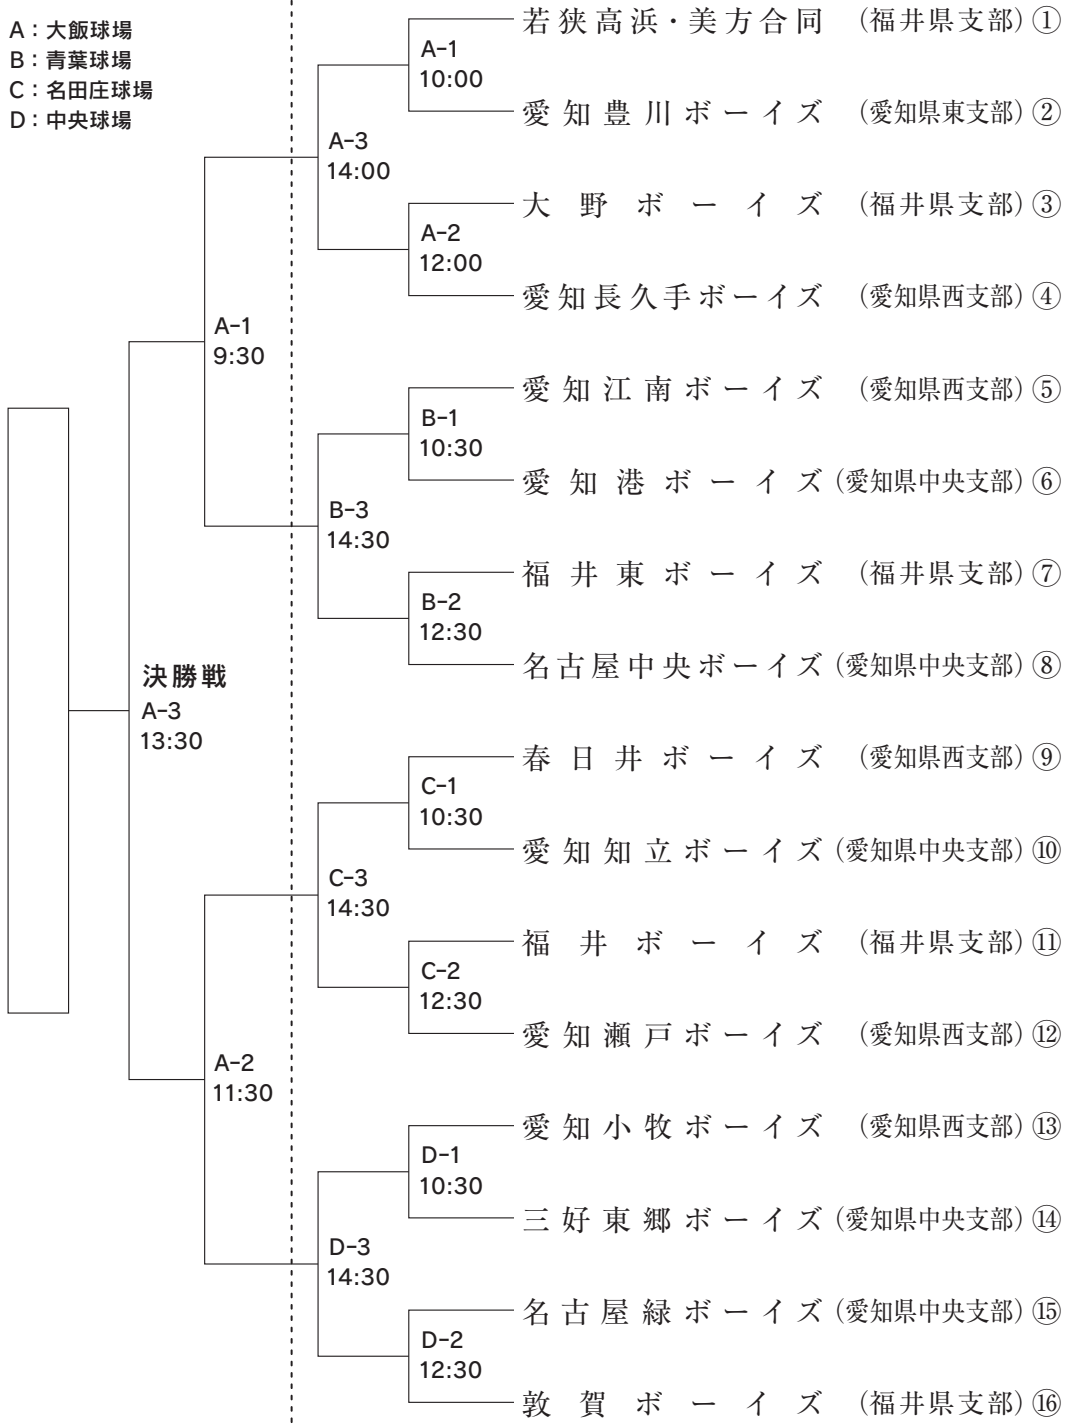 A：大飯球場
B：青葉球場
C：名田庄球場
D：中央球場
若狭高浜・美方合同 （福井県支部）①
A-1
10:00
愛知豊川ボーイズ （愛知県東支部）②
A-3
14:00
大野ボーイズ （福井県支部）③
A-2
12:00
愛知長久手ボーイズ （愛知県西支部）④
A-1
9:30
愛知江南ボーイズ （愛知県西支部）⑤
B-1
10:30
愛知港ボーイズ （愛知県中央支部）⑥
B-3
14:30
福井東ボーイズ （福井県支部）⑦
B-2
12:30
名古屋中央ボーイズ （愛知県中央支部）⑧
決勝戦
A-3
13:30
春日井ボーイズ （愛知県西支部）⑨
C-1
10:30
愛知知立ボーイズ （愛知県中央支部）⑩
C-3
14:30
福井ボーイズ （福井県支部）⑪
C-2
12:30
愛知瀬戸ボーイズ （愛知県西支部）⑫
A-2
11:30
愛知小牧ボーイズ （愛知県西支部）⑬
D-1
10:30
三好東郷ボーイズ （愛知県中央支部）⑭
D-3
14:30
名古屋緑ボーイズ （愛知県中央支部）⑮
D-2
12:30
敦賀ボーイズ （福井県支部）⑯